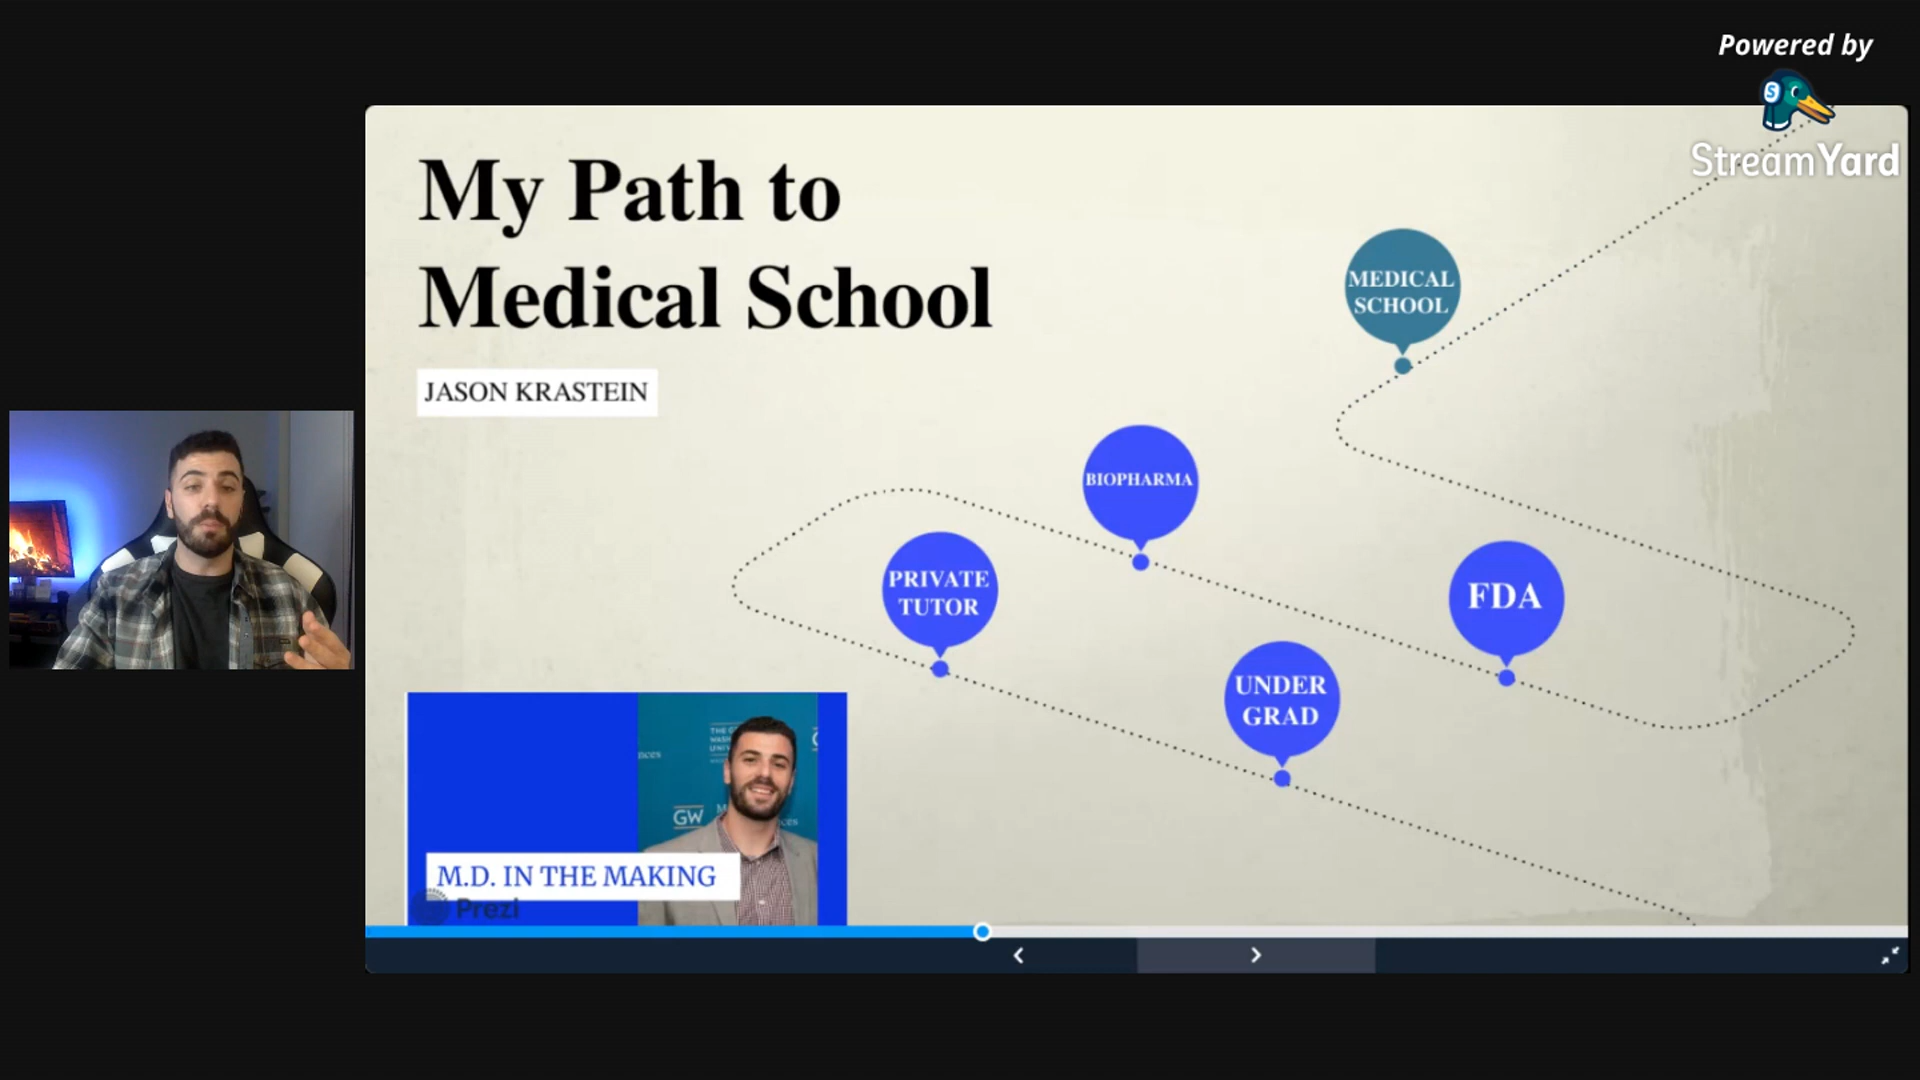 Powered by
StreamYard
My Path to
Medical School
JASON KRASTEIN
MEDICAL
SCHOOL
BIOPHARMA
PRIVATE
TUTOR
FDA
UNDER
GRAD
GW
M.D. IN THE MAKING
Prezi